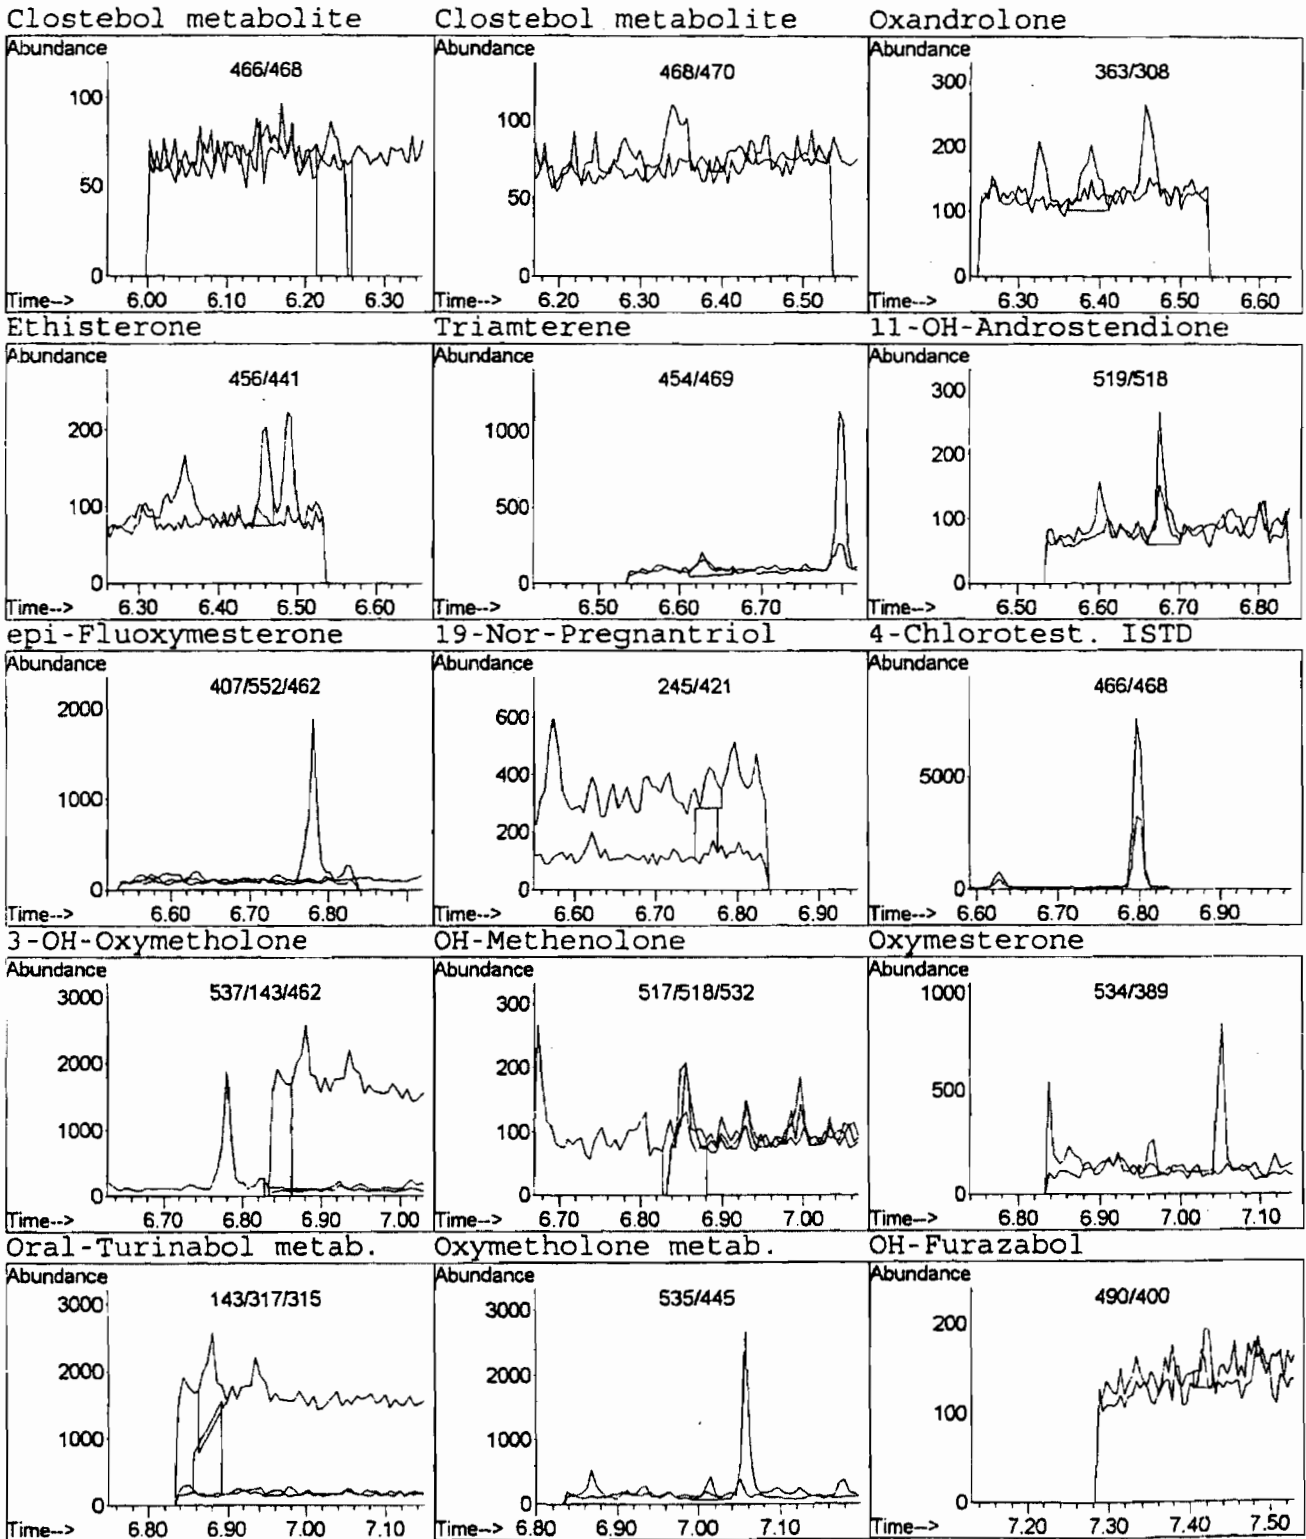 Clostebol metabolite
Abundance
466/468
100
50
0
Time--> 6.00 6.10 6.20 6.30
Clostebol metabolite
Abundance
468/470
100
50
0
Time--> 6.20 6.30 6.40 6.50
Oxandrolone
Abundance
363/308
300
200
100
0
Time--> 6.30 6.40 6.50 6.60
Ethisterone
Abundance
456/441
200
100
0
Time--> 6.30 6.40 6.50 6.60
Triamterene
Abundance
454/469
1000
500
0
Time--> 6.50 6.60 6.70
11-OH-Androstendione
Abundance
519/518
300
200
100
0
Time--> 6.50 6.60 6.70 6.80
epi-Fluoxymesterone
Abundance
407/552/462
2000
1000
0
Time--> 6.60 6.70 6.80
19-Nor-Pregnantriol
Abundance
245/421
600
400
200
0
Time--> 6.60 6.70 6.80 6.90
4-Chlorotest. ISTD
Abundance
466/468
5000
0
Time--> 6.60 6.70 6.80 6.90
3-OH-Oxymetholone
Abundance
537/143/462
3000
2000
1000
0
Time--> 6.70 6.80 6.90 7.00
OH-Methenolone
Abundance
517/518/532
300
200
100
0
Time--> 6.70 6.80 6.90 7.00
Oxymesterone
Abundance
534/389
1000
500
0
Time--> 6.80 6.90 7.00 7.10
Oral-Turinabol metab.
Abundance
143/317/315
3000
2000
1000
0
Time--> 6.80 6.90 7.00 7.10
Oxymetholone metab.
Abundance
535/445
3000
2000
1000
0
Time--> 6.80 6.90 7.00 7.10
OH-Furazabol
Abundance
490/400
200
100
0
Time--> 7.20 7.30 7.40 7.50